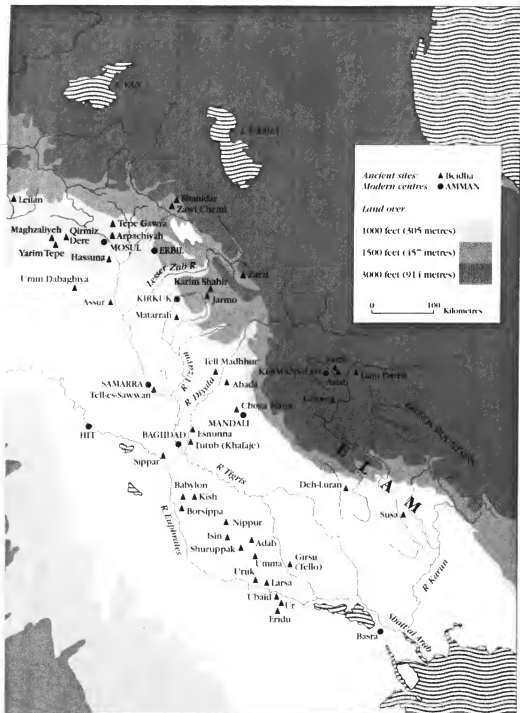 L. VAN
Ancient sites: ▲ Beidha
Modern centres ● AMMAN
Land over
1000 feet (305 metres)
1500 feet (457 metres)
3000 feet (914 metres)
0 100
Kilometres
Leilan
Shanidar
Zawi Chemi
Tepe Gawra
Maghzaliyeh
Qirmiz
Dere
Arpachiyah
MOSUL
ERBIL
Yarim Tepe
Hassuna
Lesser Zab R.
Zarzi
Umm Dabaghiya
Karim Shahir
Assur
KIRKUK
Jarmo
Matarrah
R. Uzaym
Tell Madhhur
KERMANSHAH
Abada
R. Diyala
SAMARRA
Tell-es-Sawwan
Choga Mami
MANDALI
HIT
BAGHDAD
Esnunna
Tutub (Khafaje)
Sippar
ELAM
R. Tigris
Deh-Luran
Babylon
Kish
Susa
Borsippa
R. Euphrates
Nippur
Isin
Adab
Shuruppak
Umma
Girsu
(Tello)
R. Karun
Uruk
Larsa
Ubaid
Ur
Eridu
Basra
Shatt al Arab